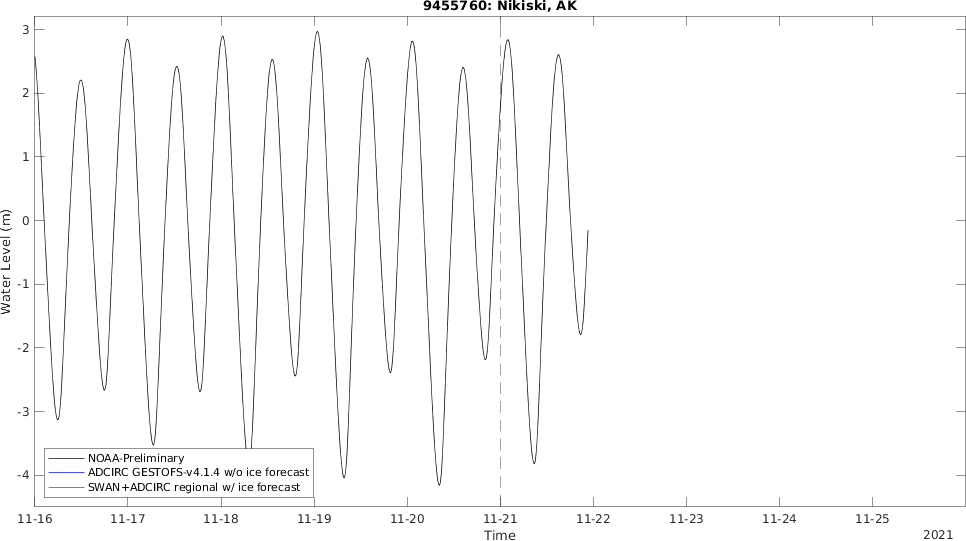 9455760: Nikiski, AK
3
2
1
0
-1
-2
-3
-4
Water Level (m)
NOAA-Preliminary
ADCIRC GESTOFS-v4.1.4 w/o ice forecast
SWAN+ADCIRC regional w/ ice forecast
11-16 11-17 11-18 11-19 11-20 11-21 11-22 11-23 11-24 11-25
Time
2021